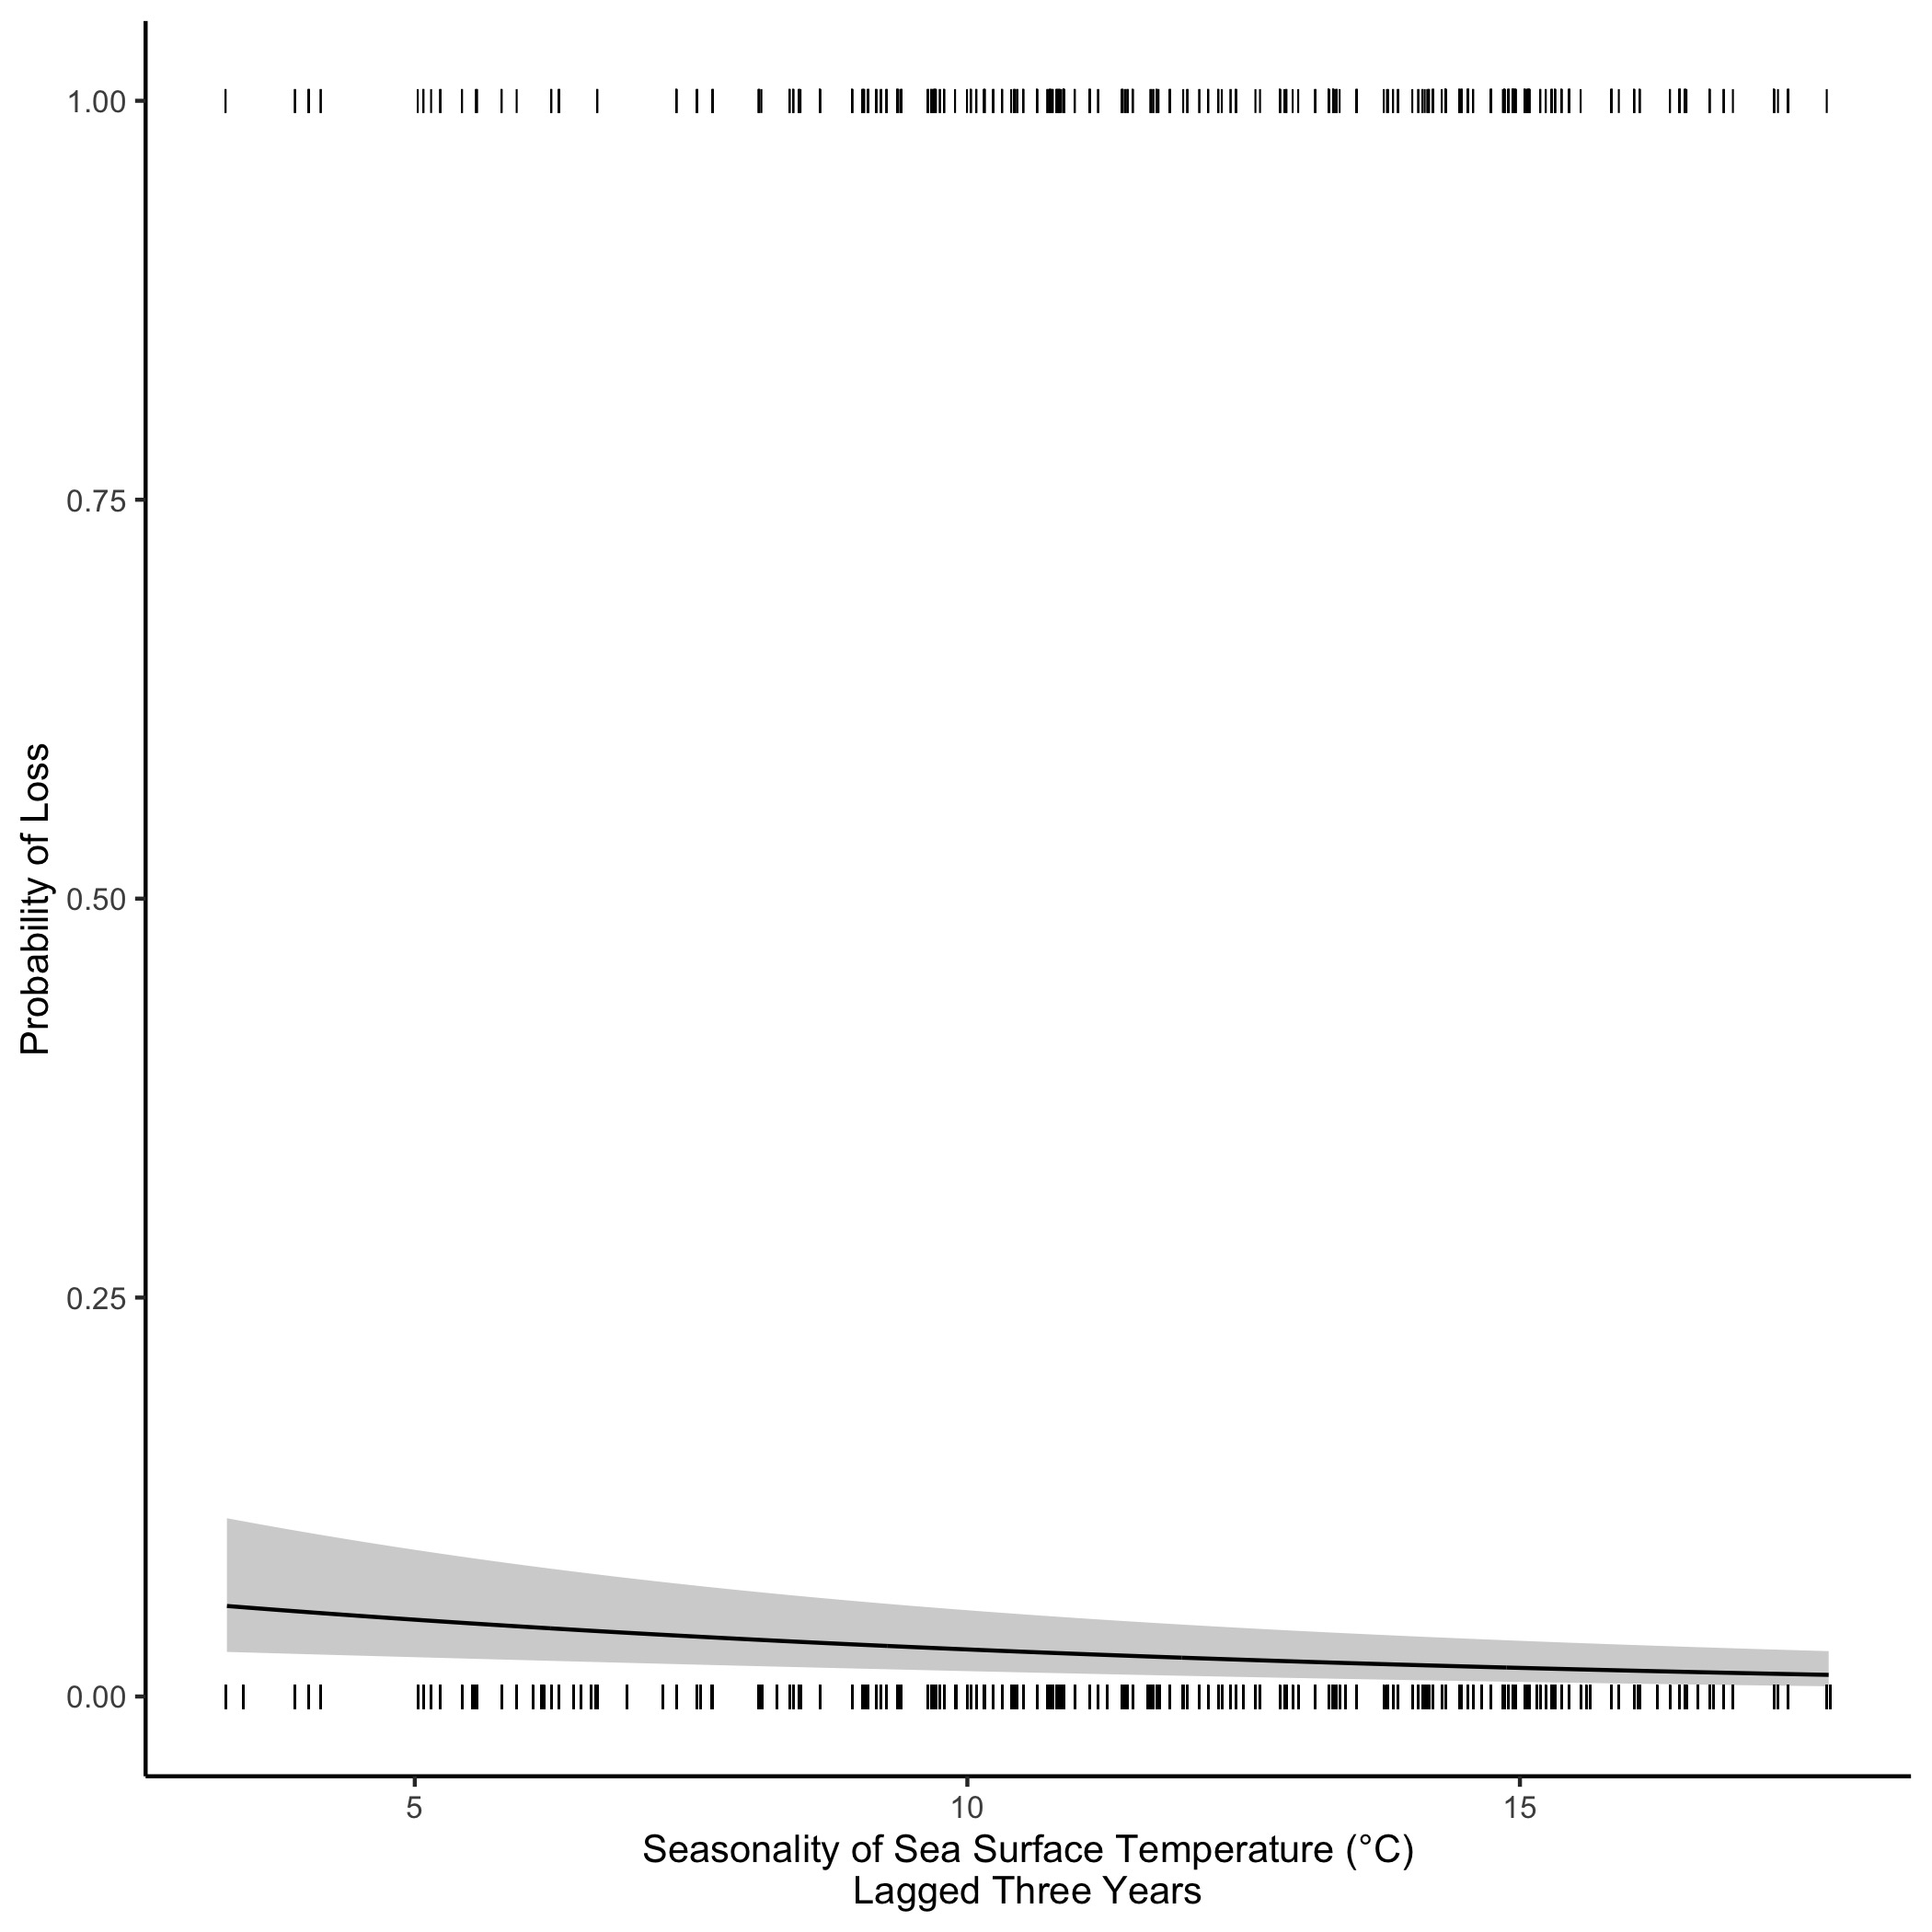 1.00
0.75
0.50
0.25
0.00
Probability of Loss
5
10
15
Seasonality of Sea Surface Temperature (°C)
Lagged Three Years